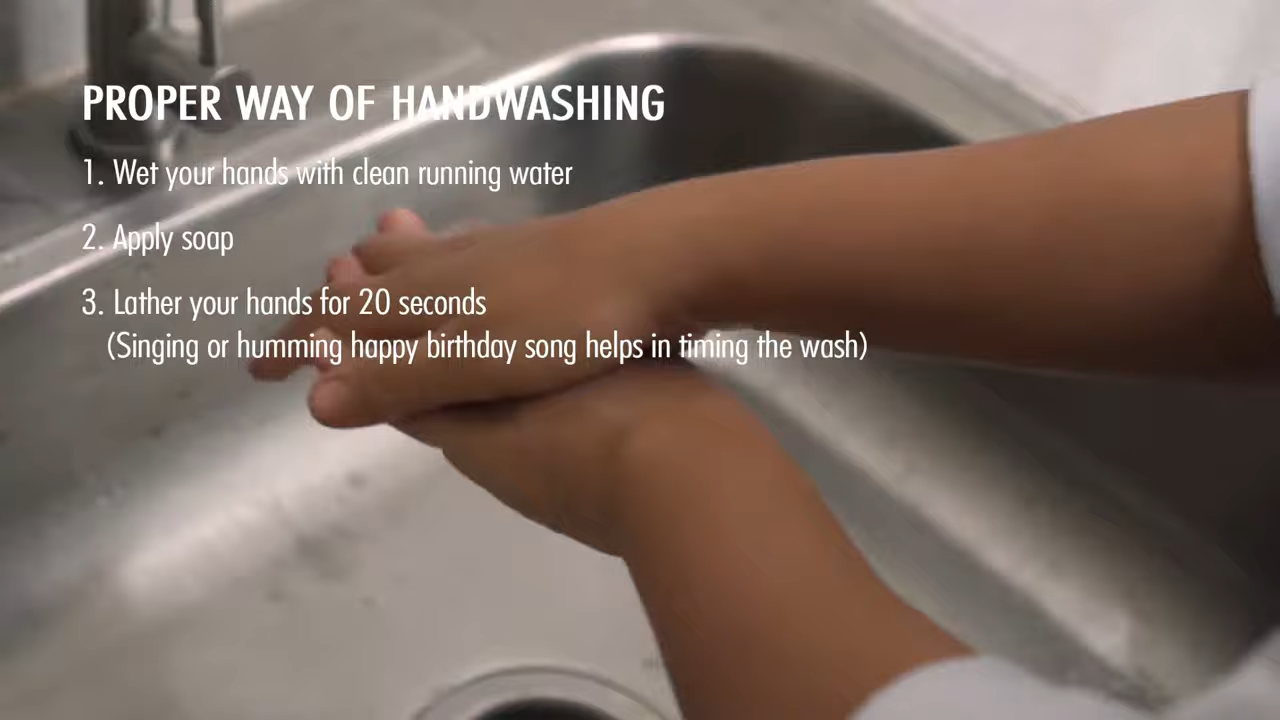 PROPER WAY OF HANDWASHING
1. Wet your hands with clean running water
2. Apply soap
3. Lather your hands for 20 seconds
(Singing or humming happy birthday song helps in timing the wash)